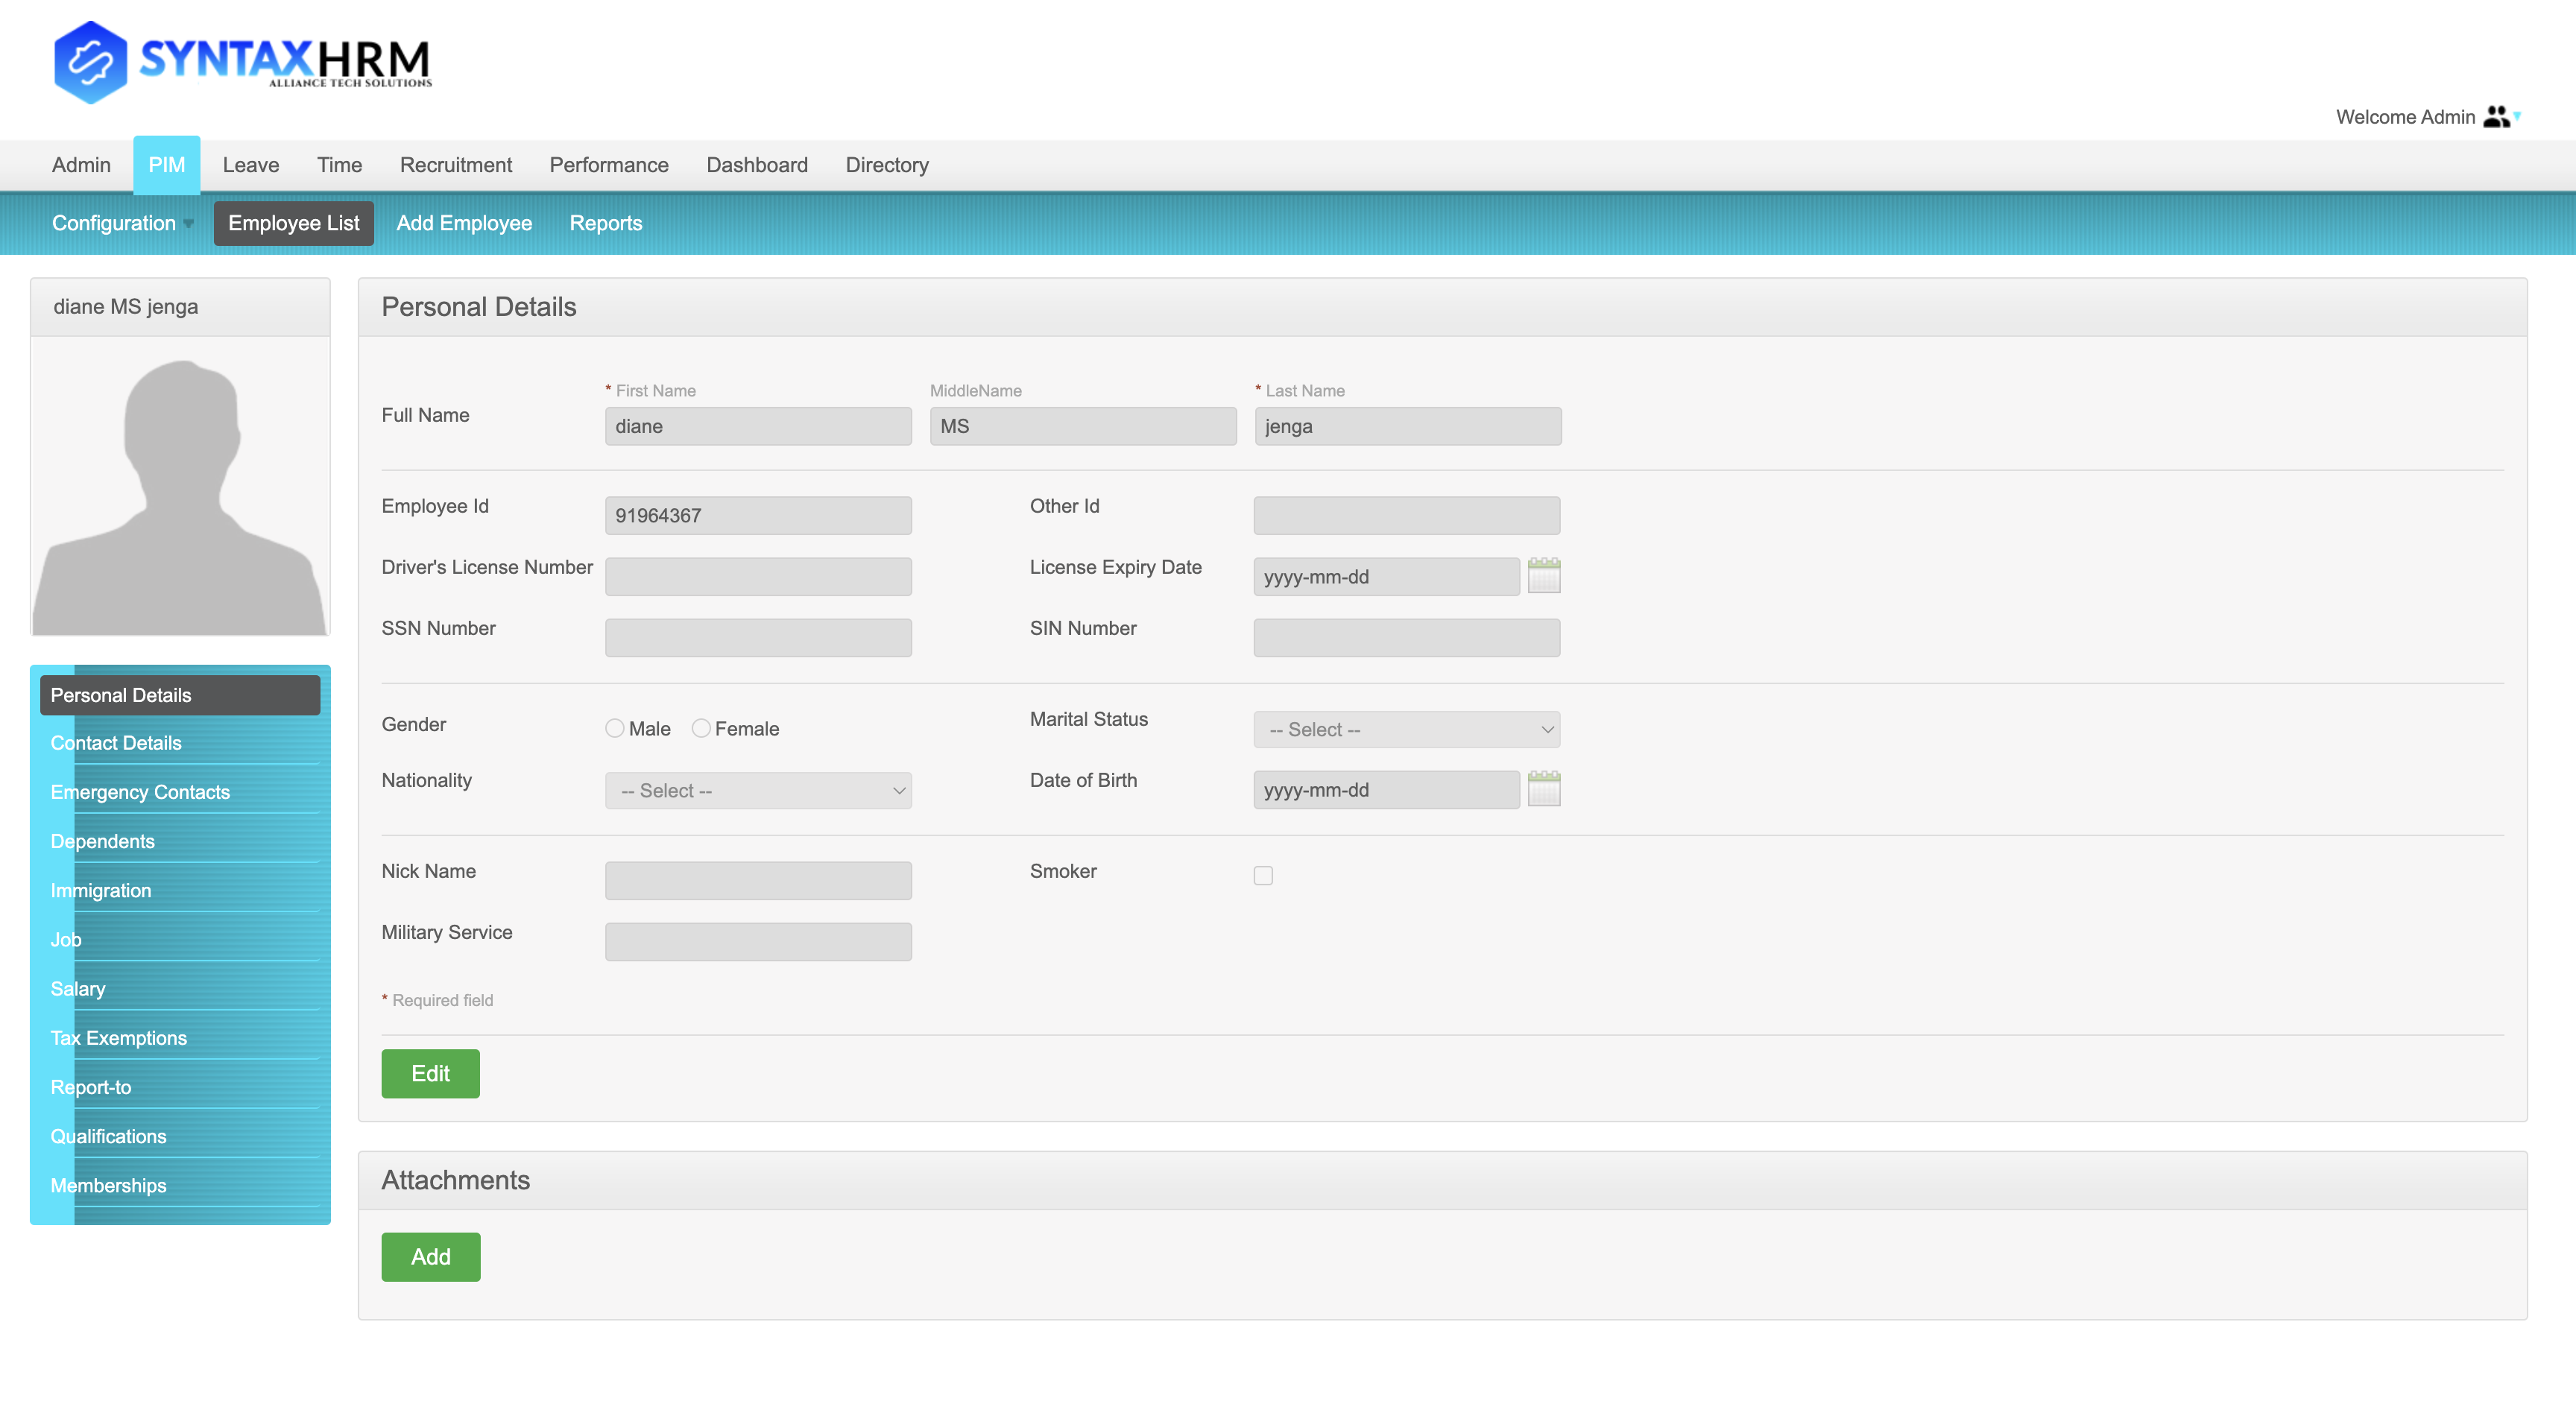 SYNTAXHRM
ALLIANCE TECH SOLUTIONS
Welcome Admin
Admin PIM Leave Time Recruitment Performance Dashboard Directory
Configuration Employee List Add Employee Reports
diane MS jenga
Personal Details
Contact Details
Emergency Contacts
Dependents
Immigration
Job
Salary
Tax Exemptions
Report-to
Qualifications
Memberships
Personal Details
* First Name MiddleName * Last Name
Full Name diane MS jenga
Employee Id 91964367 Other Id
Driver's License Number License Expiry Date yyyy-mm-dd
SSN Number SIN Number
Gender Male Female Marital Status -- Select --
Nationality -- Select -- Date of Birth yyyy-mm-dd
Nick Name Smoker
Military Service
* Required field
Edit
Attachments
Add